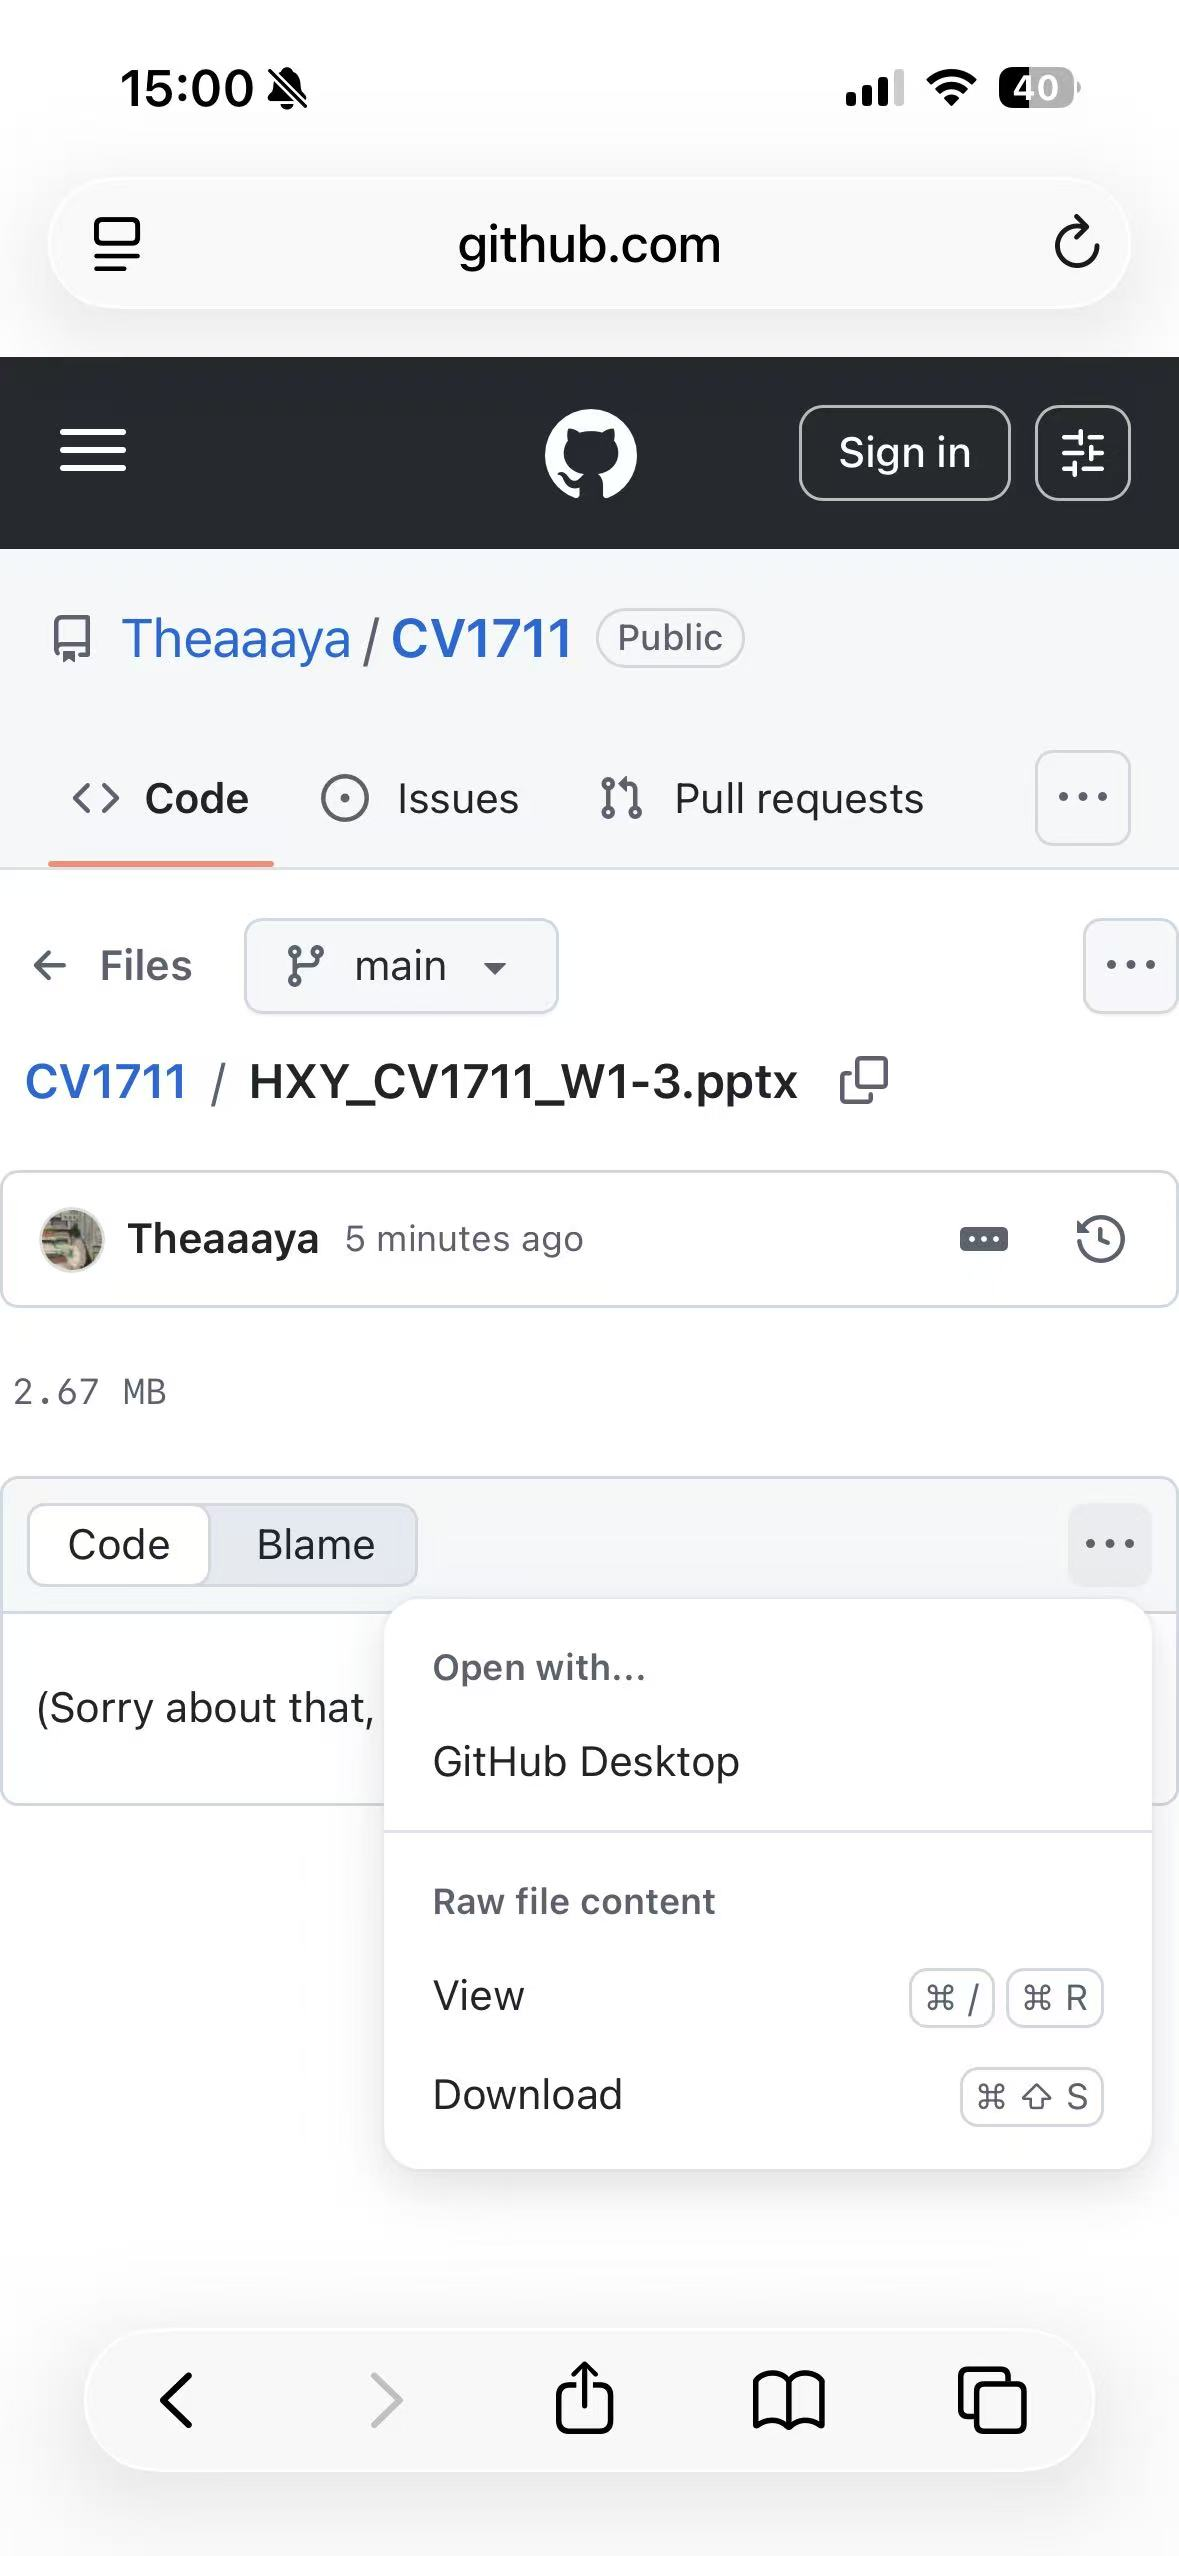 15:00
40
github.com
Sign in
Theaaaya / CV1711 Public
Code Issues Pull requests
Files main
CV1711 / HXY_CV1711_W1-3.pptx
Theaaaya 5 minutes ago
2.67 MB
Code Blame
(Sorry about that,
Open with...
GitHub Desktop
Raw file content
View ⌘ / ⌘ R
Download ⌘ ⇧ S